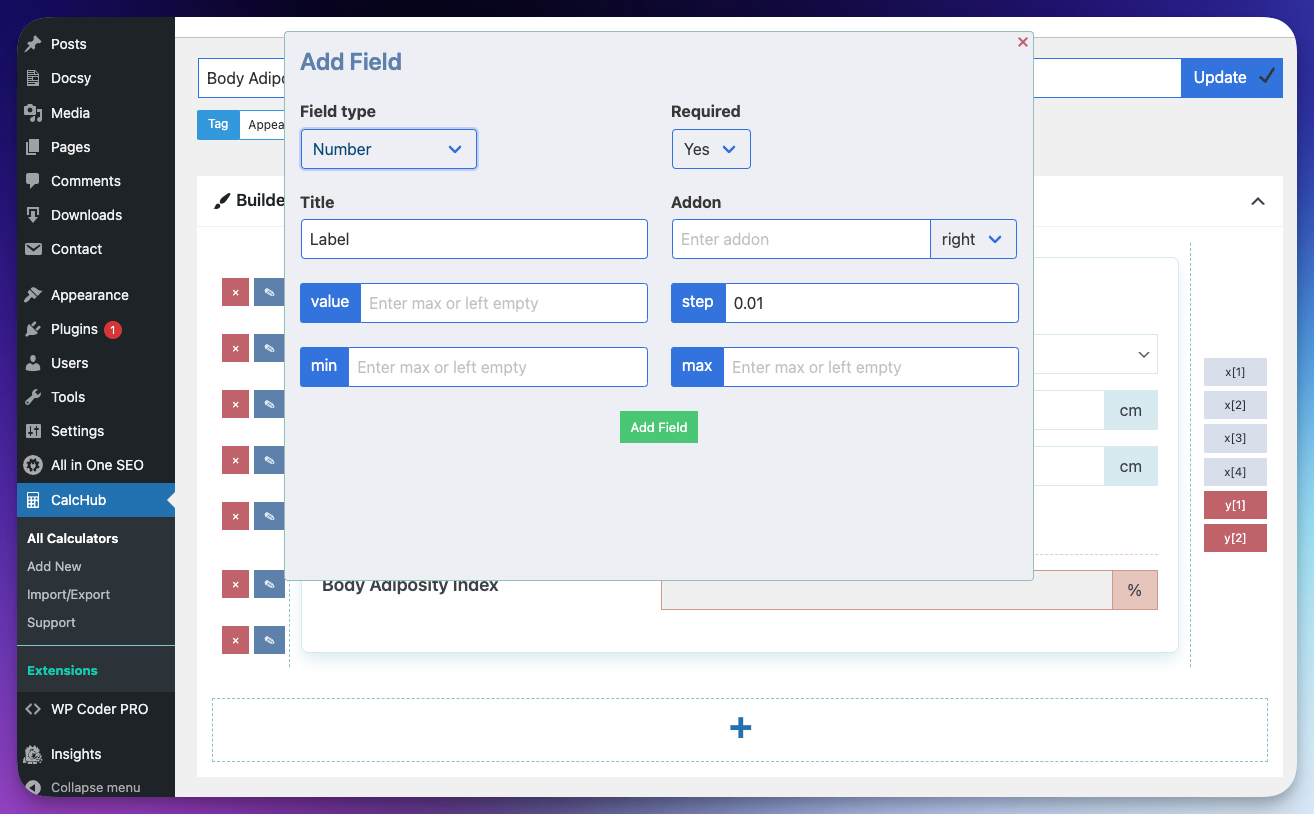 Posts
Docsy
Media
Pages
Comments
Downloads
Contact
Appearance
Plugins 1
Users
Tools
Settings
All in One SEO
CalcHub
All Calculators
Add New
Import/Export
Support
Extensions
WP Coder PRO
Insights
Collapse menu
Body Adipo
Update
Tag Appea
Builde
Add Field
×
Field type
Required
Number
Yes
Title
Addon
Label
Enter addon right
value Enter max or left empty
step 0.01
min Enter max or left empty
max Enter max or left empty
Add Field
cm
cm
Body Adiposity Index
%
x[1]
x[2]
x[3]
x[4]
y[1]
y[2]